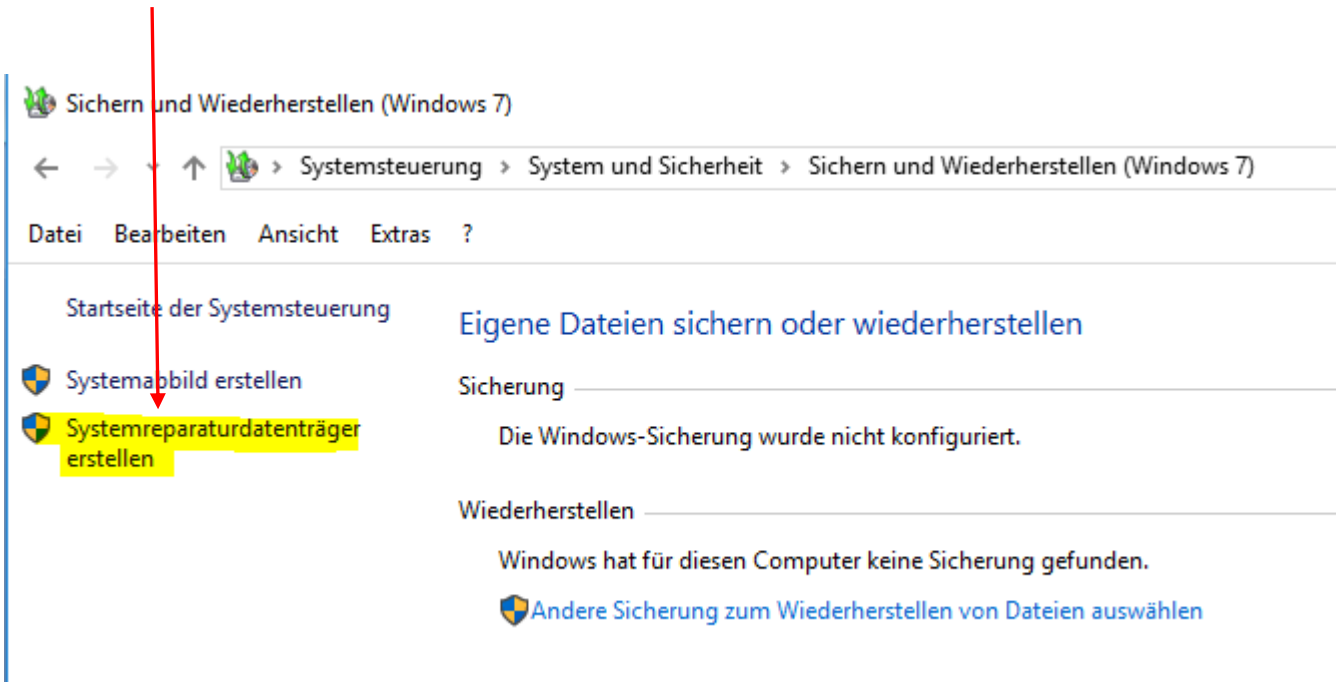 Sichern und Wiederherstellen (Windows 7)
Systemsteuerung > System und Sicherheit > Sichern und Wiederherstellen (Windows 7)
Datei Bearbeiten Ansicht Extras ?
Startseite der Systemsteuerung
Systemabbild erstellen
Systemreparaturdatenträger
erstellen
Eigene Dateien sichern oder wiederherstellen
Sicherung
Die Windows-Sicherung wurde nicht konfiguriert.
Wiederherstellen
Windows hat für diesen Computer keine Sicherung gefunden.
Andere Sicherung zum Wiederherstellen von Dateien auswählen